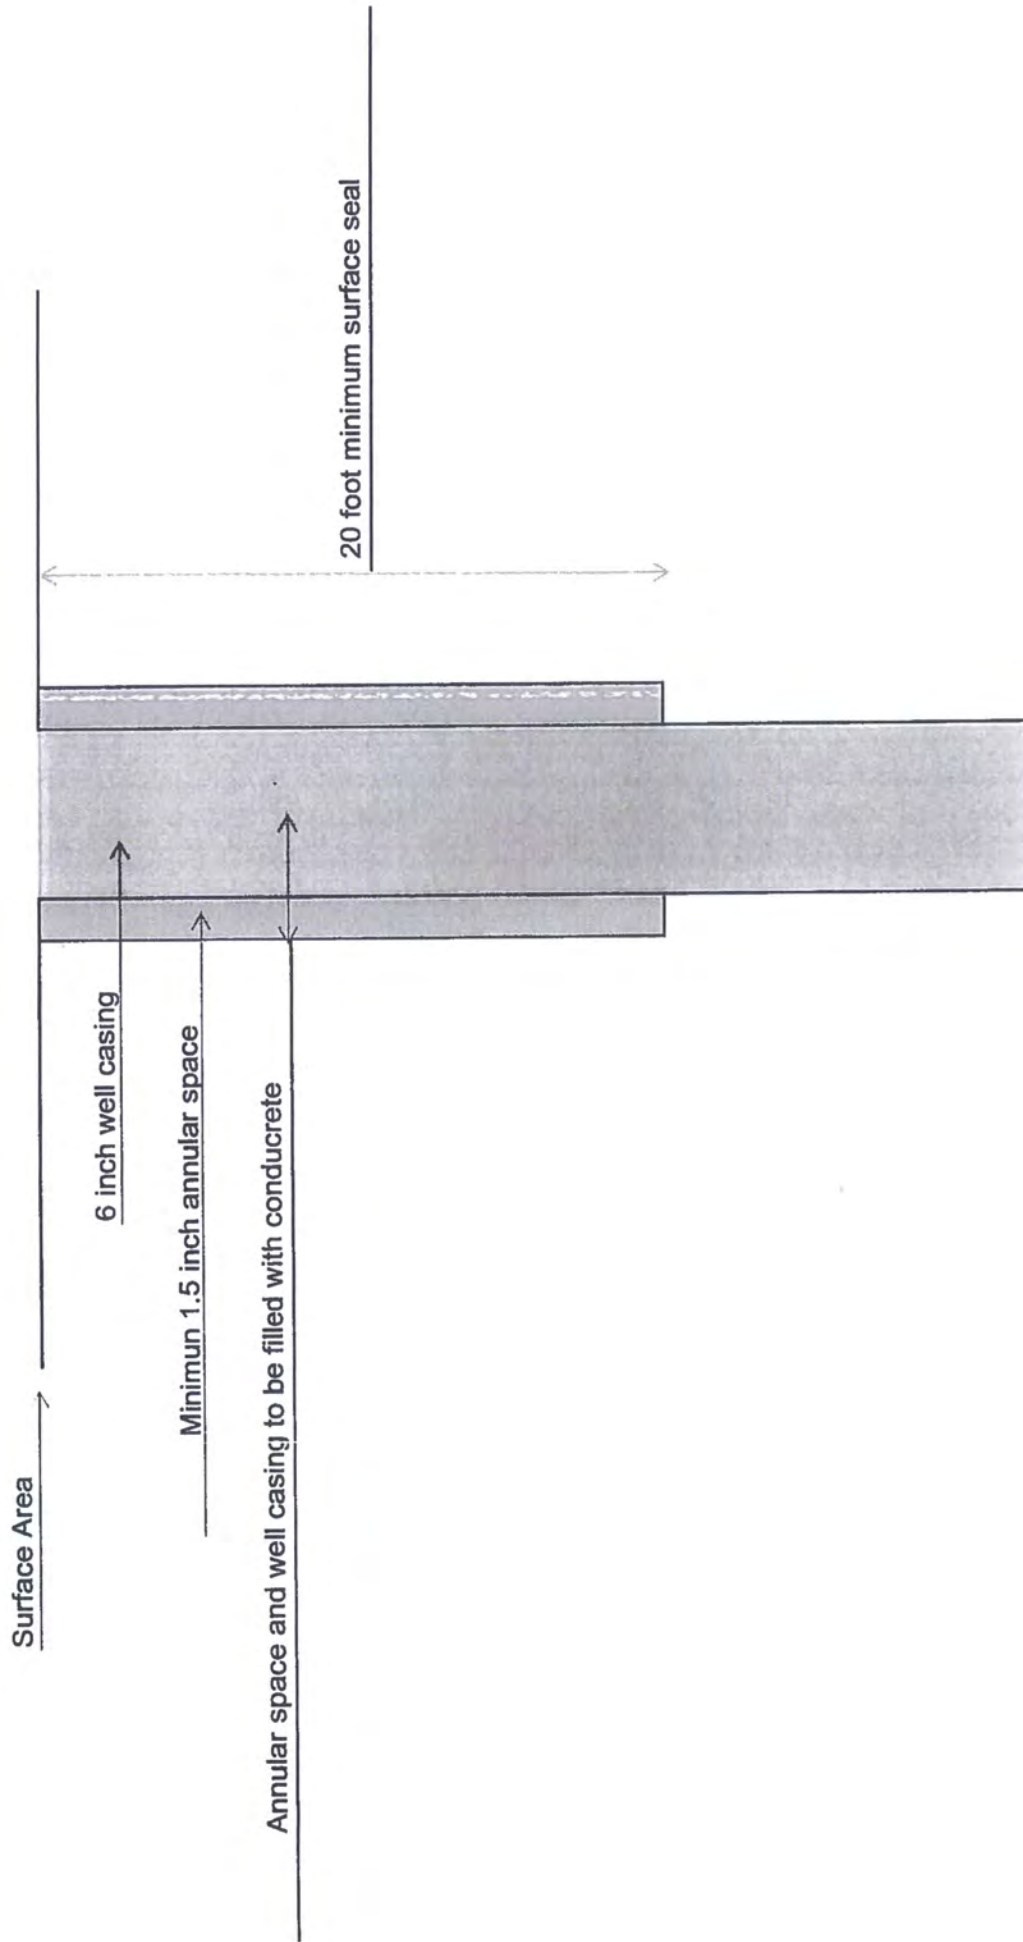 Surface Area
6 inch well casing
Minimun 1.5 inch annular space
Annular space and well casing to be filled with conducrete
20 foot minimum surface seal